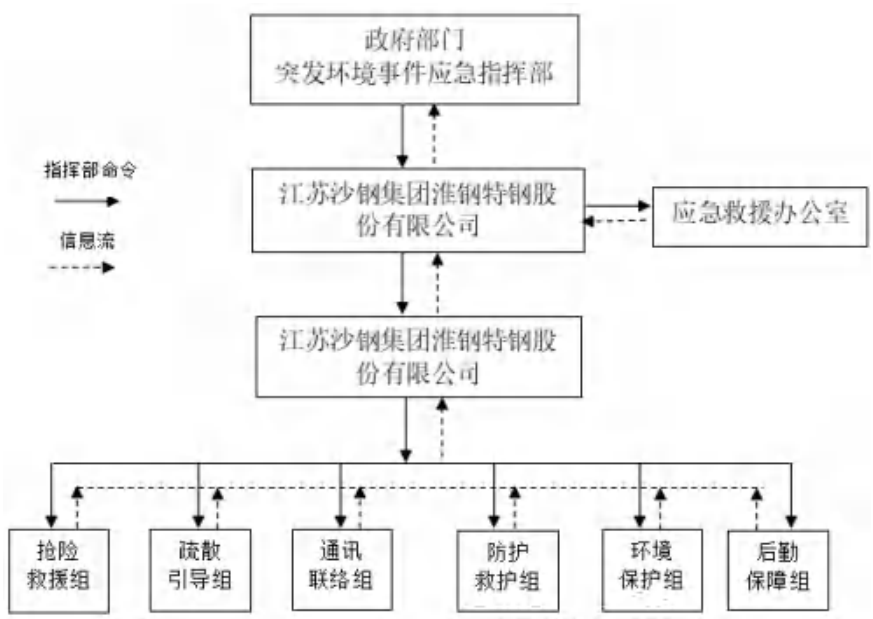 政府部门
突发环境事件应急指挥部
指挥部命令
江苏沙钢集团淮钢特钢股
份有限公司
应急救援办公室
信息流
江苏沙钢集团淮钢特钢股
份有限公司
抢险
救援组
疏散
引导组
通讯
联络组
防护
救护组
环境
保护组
后勤
保障组